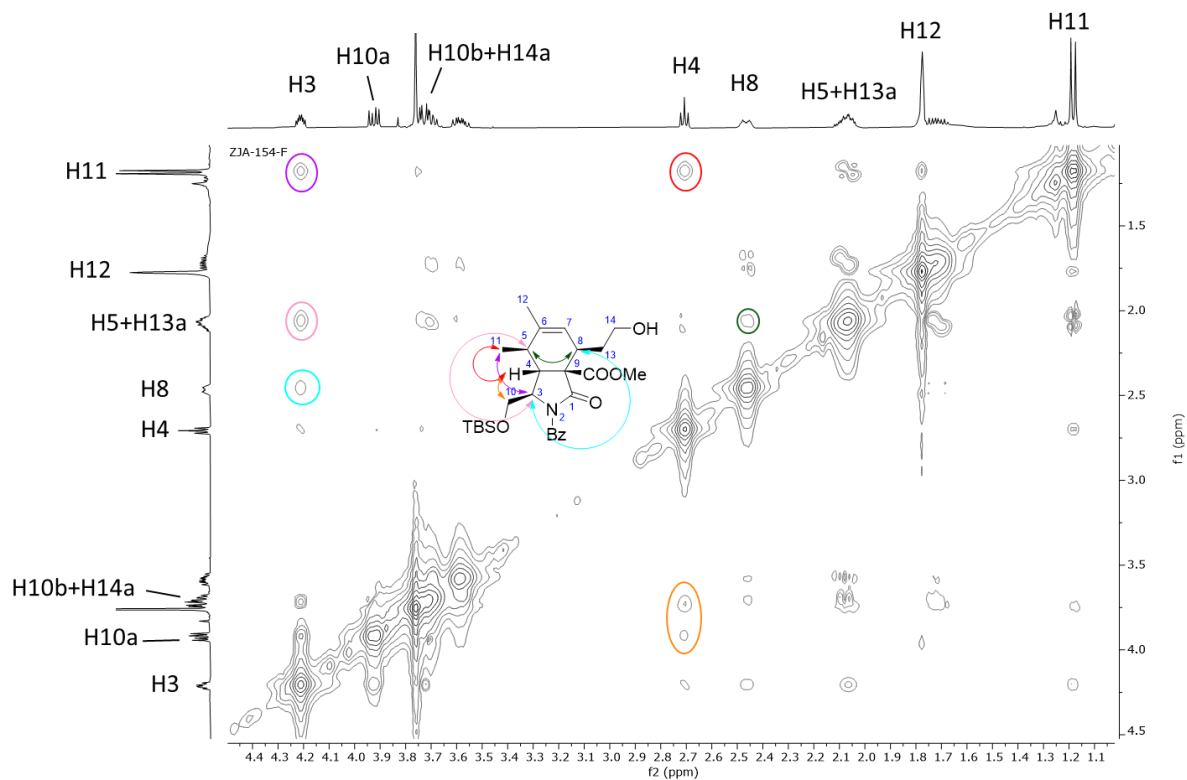 H3
H10a
H10b+H14a
H4
H8
H5+H13a
H12
H11
ZJA-154-F
H11
H12
H5+H13a
H8
H4
H10b+H14a
H10a
H3
12
6
7
14
OH
11
5
8
13
4
9
H
COOMe
10
3
1
O
N
2
TBSO
Bz
1.5
2.0
2.5
3.0
3.5
4.0
4.5
f1 (ppm)
4.4 4.3 4.2 4.1 4.0 3.9 3.8 3.7 3.6 3.5 3.4 3.3 3.2 3.1 3.0 2.9 2.8 2.7 2.6 2.5 2.4 2.3 2.2 2.1 2.0 1.9 1.8 1.7 1.6 1.5 1.4 1.3 1.2 1.1
f2 (ppm)